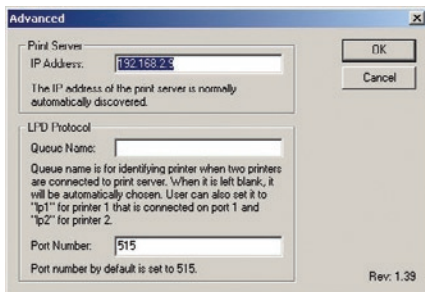 Advanced
Print Server
IP Address: 192.168.2.9
The IP address of the print server is normally
automatically discovered.
OK
Cancel
LPD Protocol
Queue Name:
Queue name is for identifying printer when two printers
are connected to print server. When it is left blank, it
will be automatically chosen. User can also set it to
"lp1" for printer 1 that is connected on port 1 and
"lp2" for printer 2.
Port Number: 515
Port number by default is set to 515.
Rev: 1.39